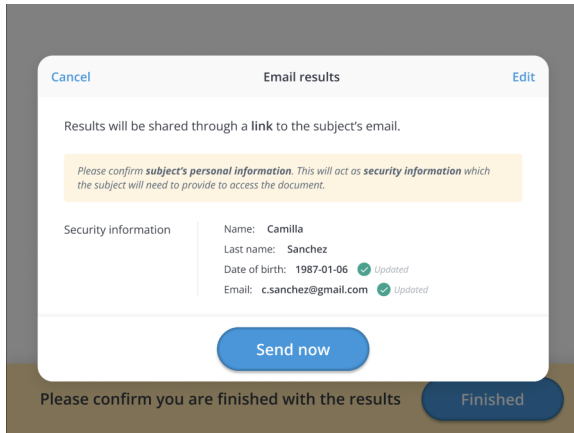 Cancel Email results Edit
Results will be shared through a link to the subject's email.
Please confirm subject's personal information. This will act as security information which
the subject will need to provide to access the document.
Security information Name: Camilla
Last name: Sanchez
Date of birth: 1987-01-06 Updated
Email: c.sanchez@gmail.com Updated
Send now
Please confirm you are finished with the results Finished